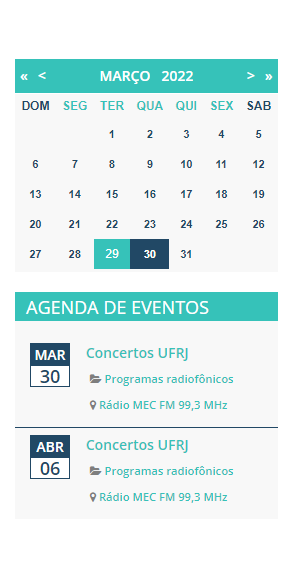 « < MARÇO 2022 > »
DOM SEG TER QUA QUI SEX SAB
1 2 3 4 5
6 7 8 9 10 11 12
13 14 15 16 17 18 19
20 21 22 23 24 25 26
27 28 29 30 31
AGENDA DE EVENTOS
MAR
30
Concertos UFRJ
Programas radiofônicos
Rádio MEC FM 99,3 MHz
ABR
06
Concertos UFRJ
Programas radiofônicos
Rádio MEC FM 99,3 MHz